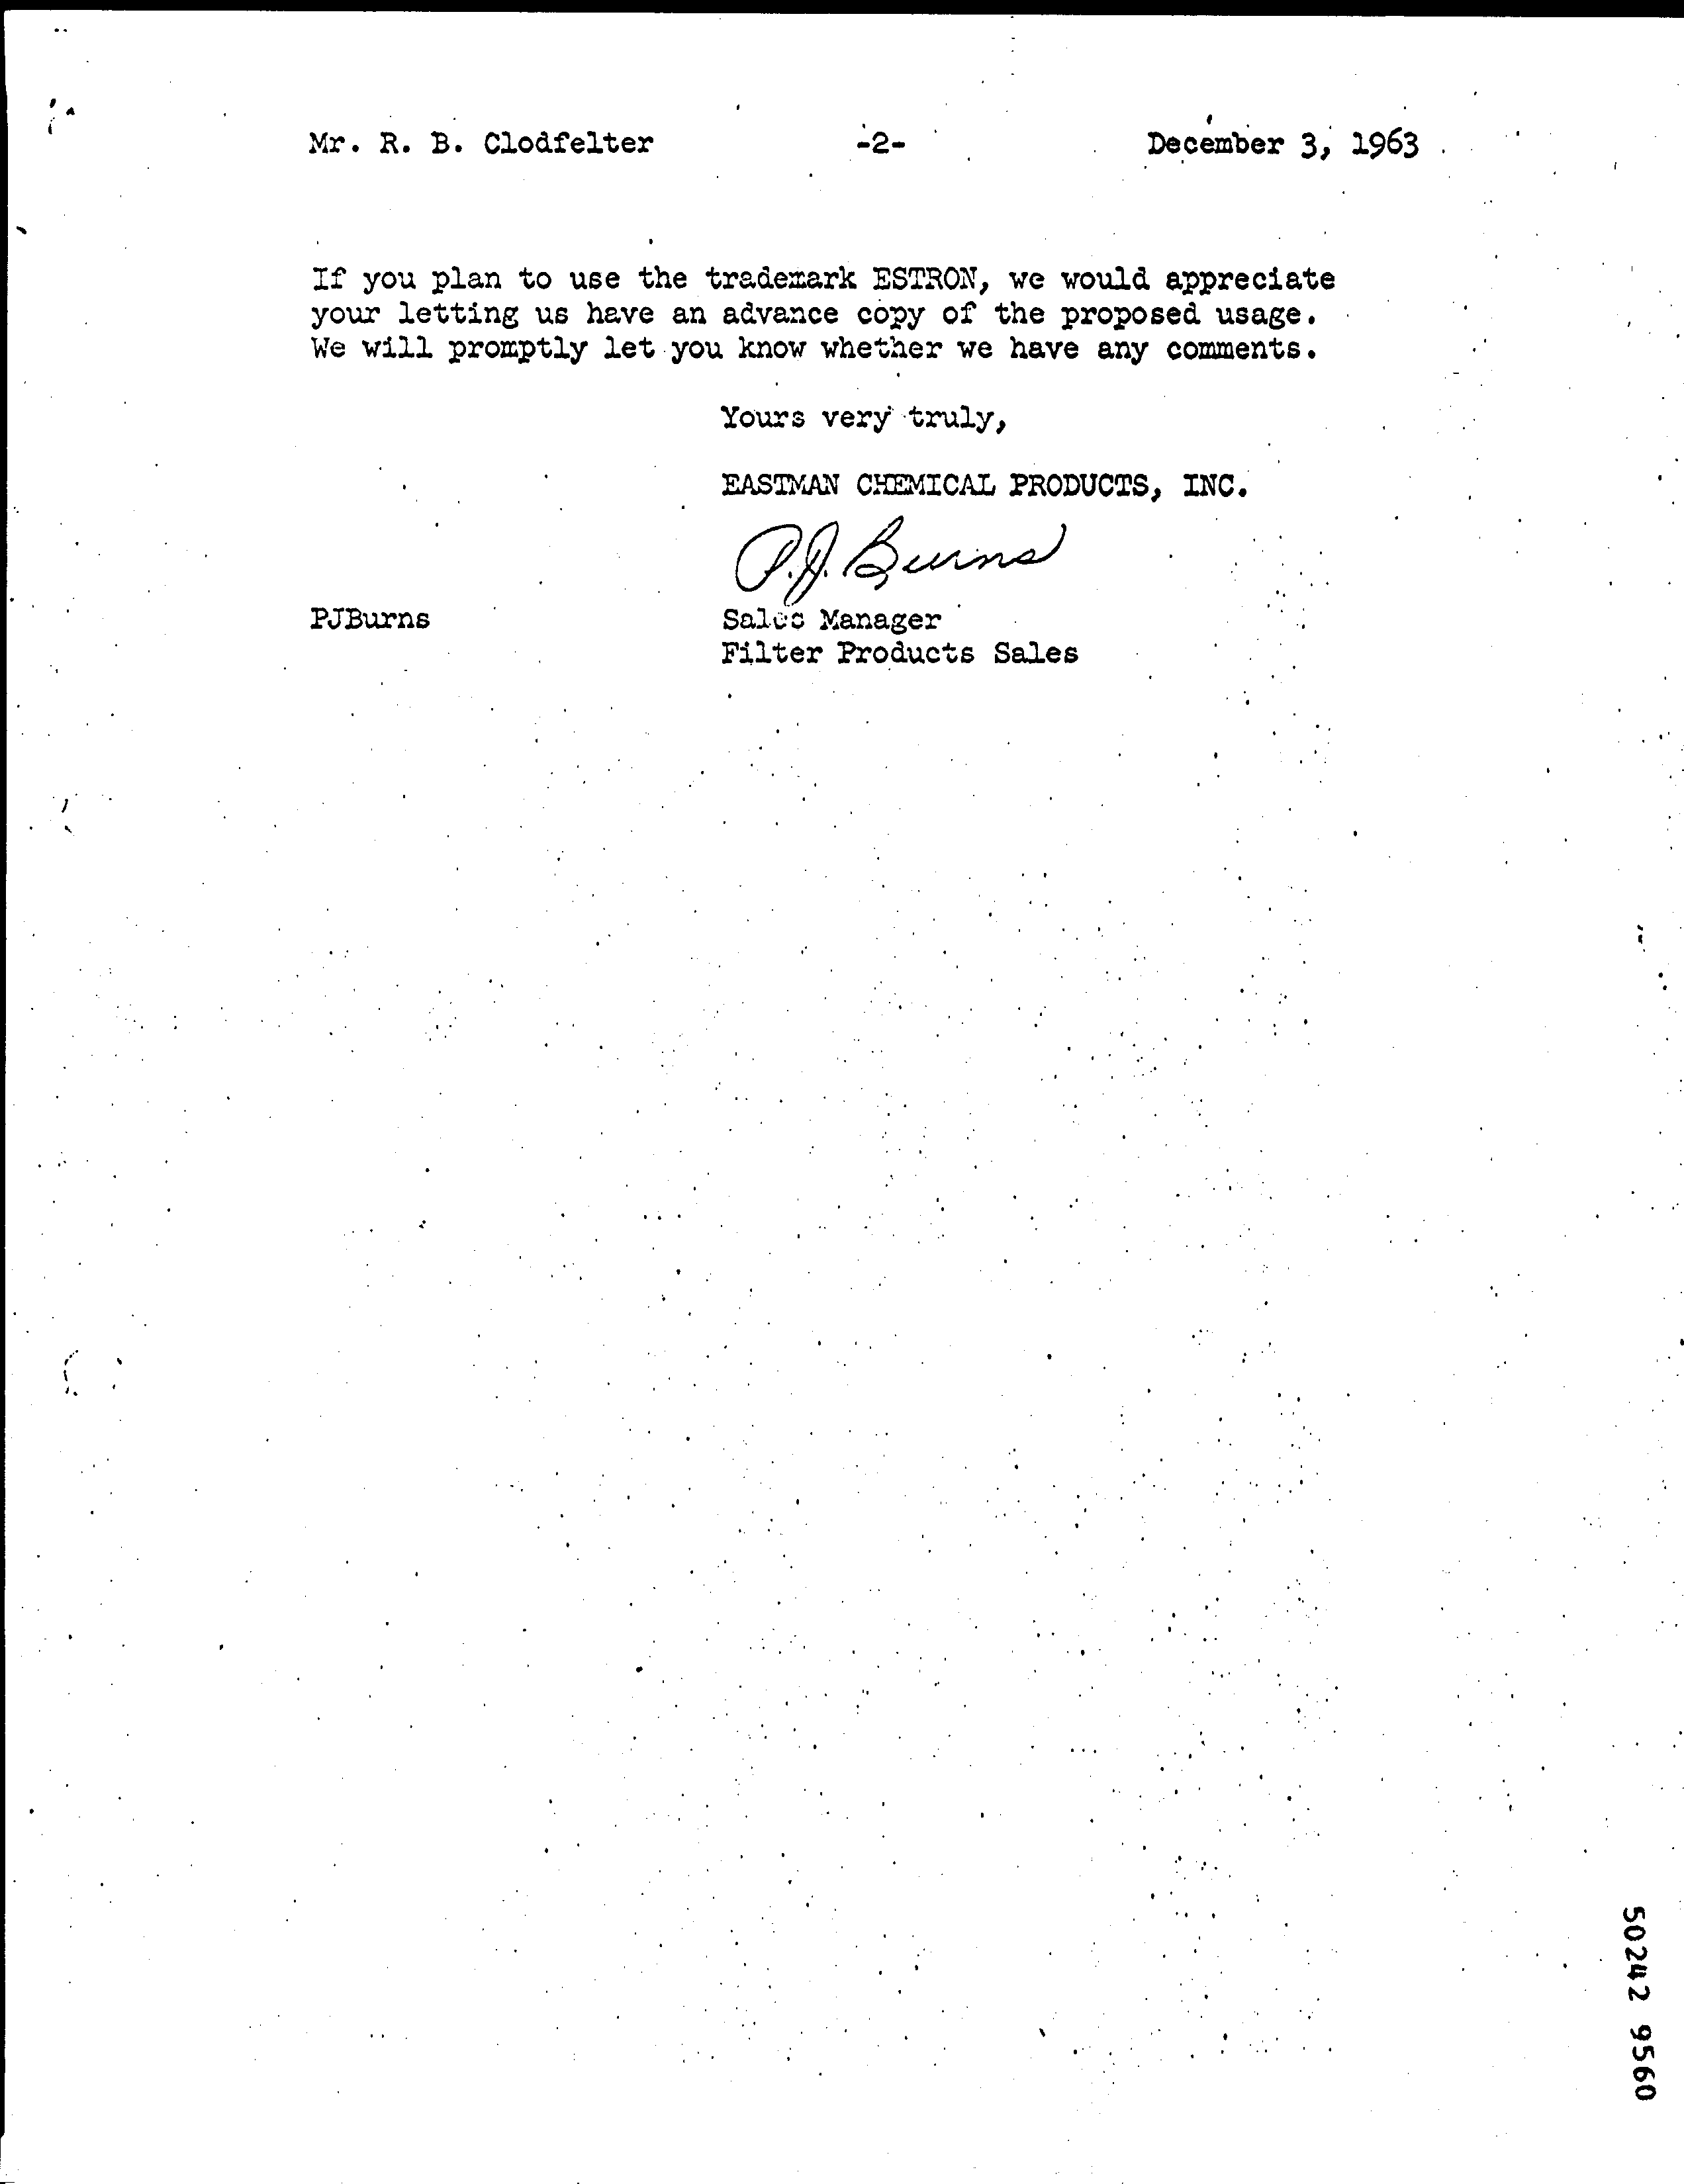 Mr. R. B. Clodfelter -2- December 3, 1963
If you plan to use the trademark ESTRON, we would appreciate
your letting us have an advance copy of the proposed usage.
We will promptly let you know whether we have any comments.
Yours very truly,
EASTMAN CHEMICAL PRODUCTS, INC.
P.J. Burns
PJBurns Sales Manager
Filter Products Sales
50242 9560